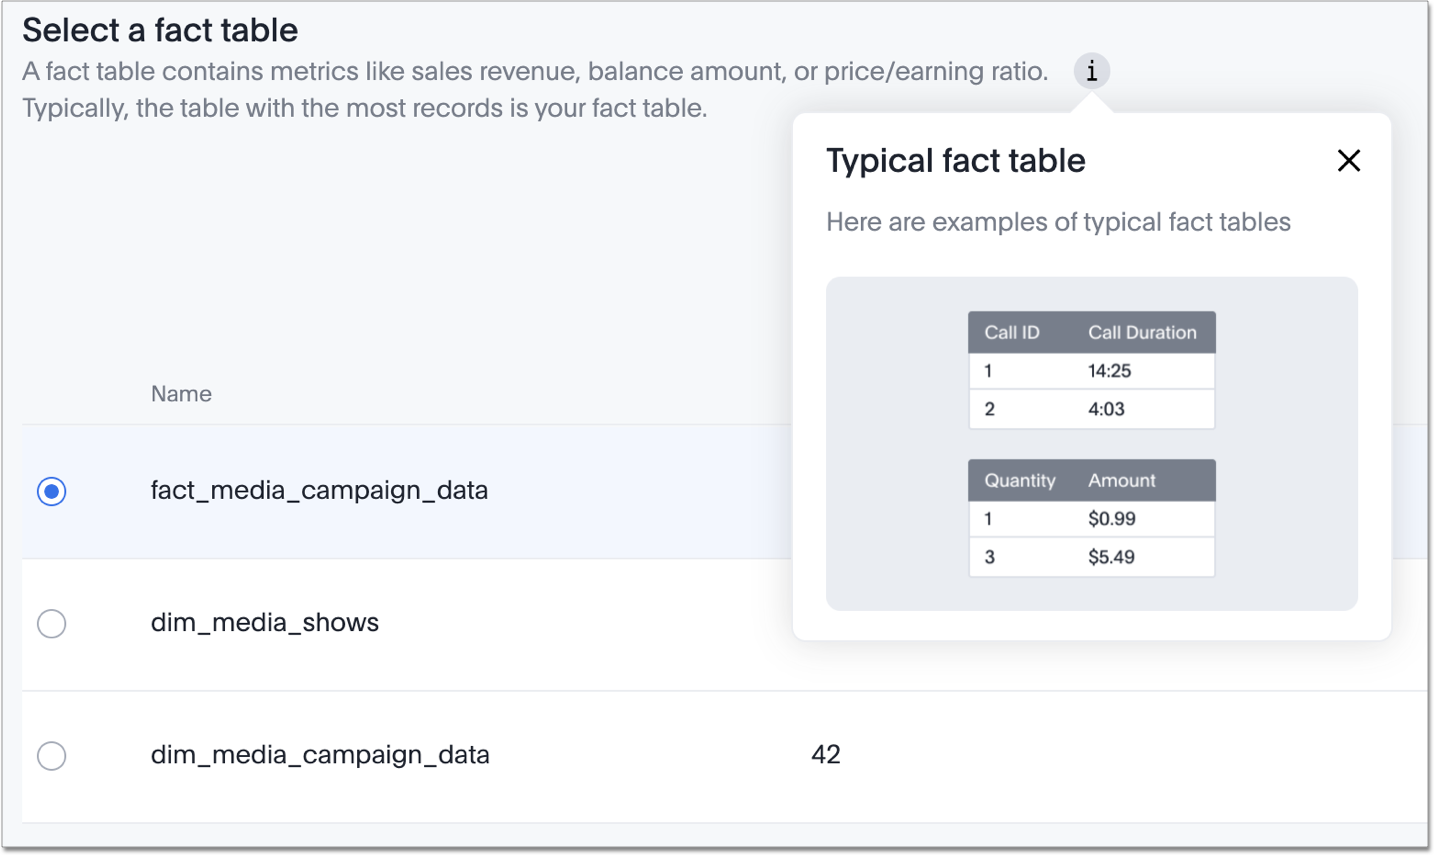 Select a fact table
A fact table contains metrics like sales revenue, balance amount, or price/earning ratio. i
Typically, the table with the most records is your fact table.
Typical fact table
Here are examples of typical fact tables
Call ID Call Duration
1 14:25
2 4:03
Quantity Amount
1 $0.99
3 $5.49
Name
fact_media_campaign_data
dim_media_shows
dim_media_campaign_data 42